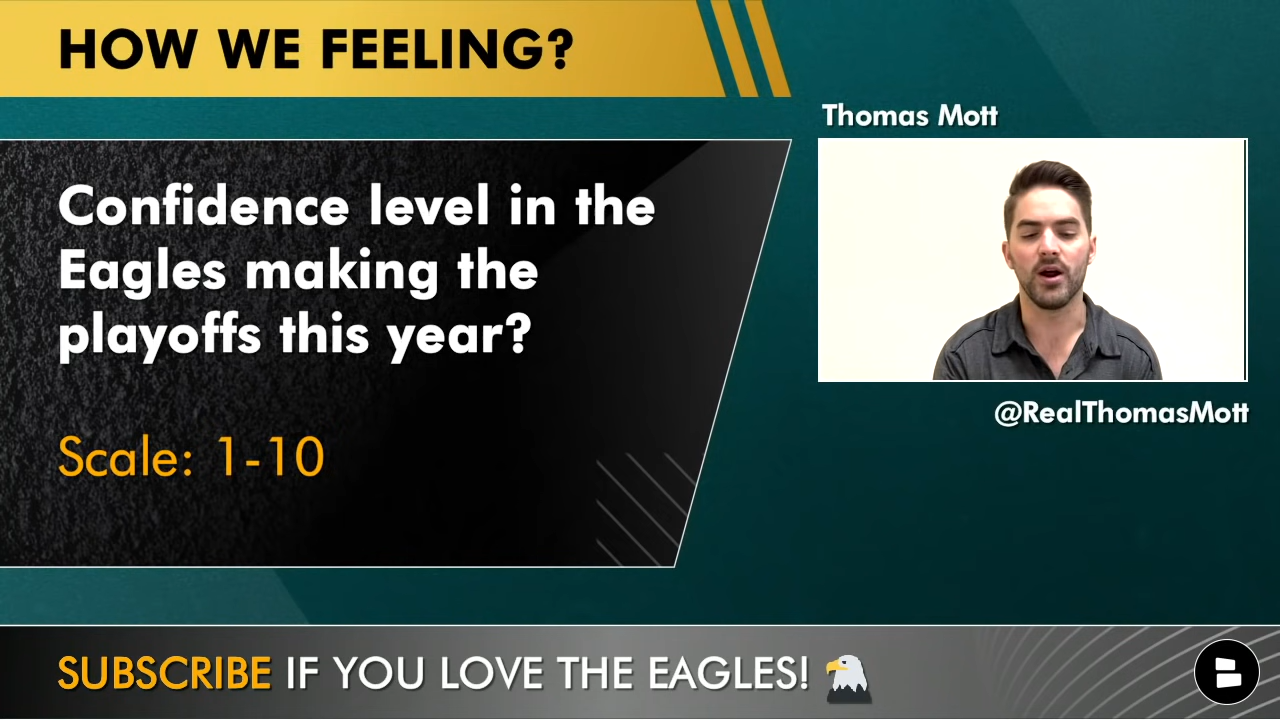 HOW WE FEELING?
Thomas Mott
Confidence level in the
Eagles making the
playoffs this year?
Scale: 1-10
@RealThomasMott
SUBSCRIBE IF YOU LOVE THE EAGLES!